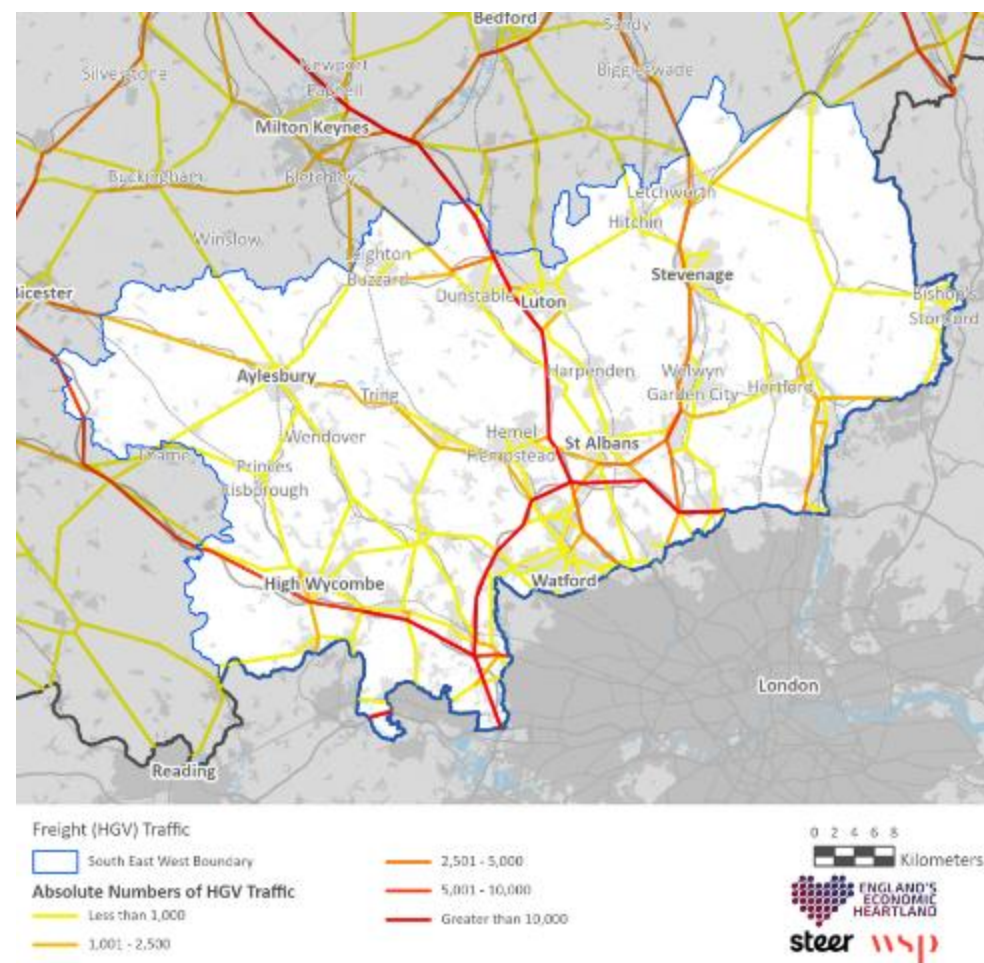 Bedford
Sandy
Silverstone
Newport
Pagnell
Biggleswade
Milton Keynes
Buckingham
Bletchley
Letchworth
Hitchin
Winslow
Leighton
Buzzard
Stevenage
Bicester
Dunstable
Luton
Bishop's
Stortford
Aylesbury
Harpenden
Welwyn
Garden City
Hertford
Tring
Wendover
Hemel
Hempstead
St Albans
Thame
Princes
Risborough
High Wycombe
Watford
London
Reading
Freight (HGV) Traffic
South East West Boundary
Absolute Numbers of HGV Traffic
Less than 1,000
1,001 - 2,500
2,501 - 5,000
5,001 - 10,000
Greater than 10,000
0 2 4 6 8
Kilometers
ENGLAND'S
ECONOMIC
HEARTLAND
steer wsp